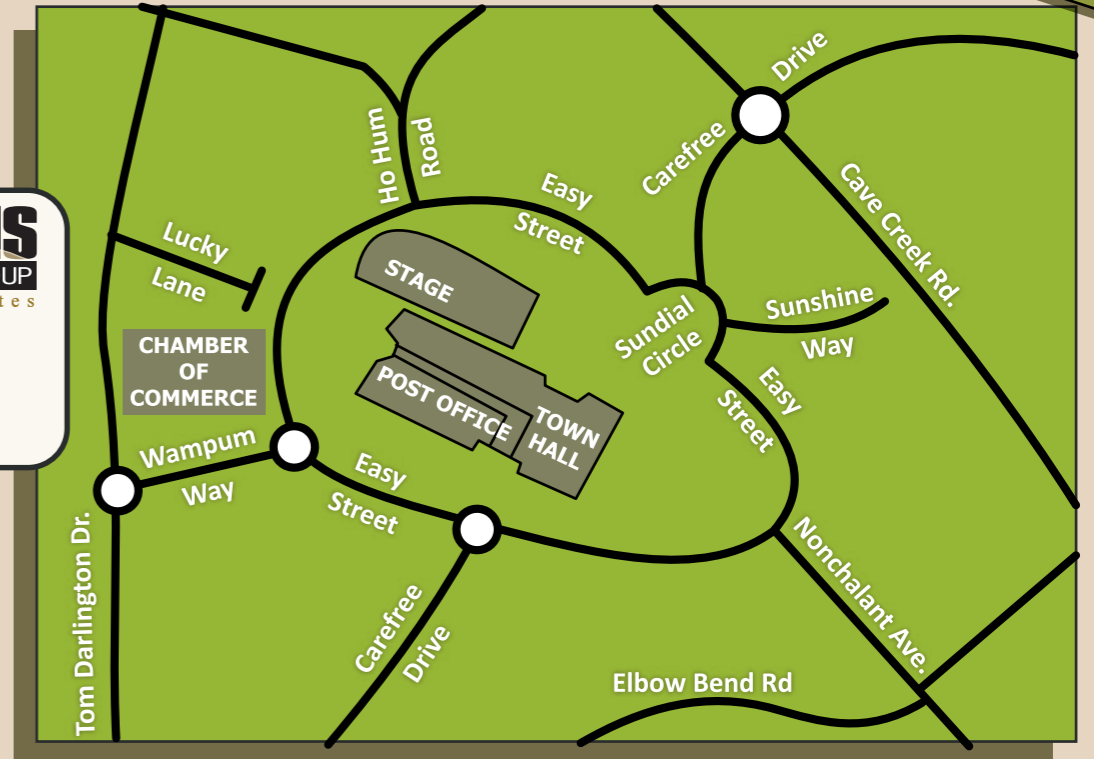 Drive
Carefree
Ho Hum
Road
Easy
Street
Cave Creek Rd.
Lucky
Lane
STAGE
UP
tes
Sundial
Circle
Sunshine
Way
CHAMBER
OF
COMMERCE
POST OFFICE
TOWN
HALL
Easy
Street
Wampum
Way
Easy
Street
Tom Darlington Dr.
Nonchalant Ave.
Carefree
Drive
Elbow Bend Rd